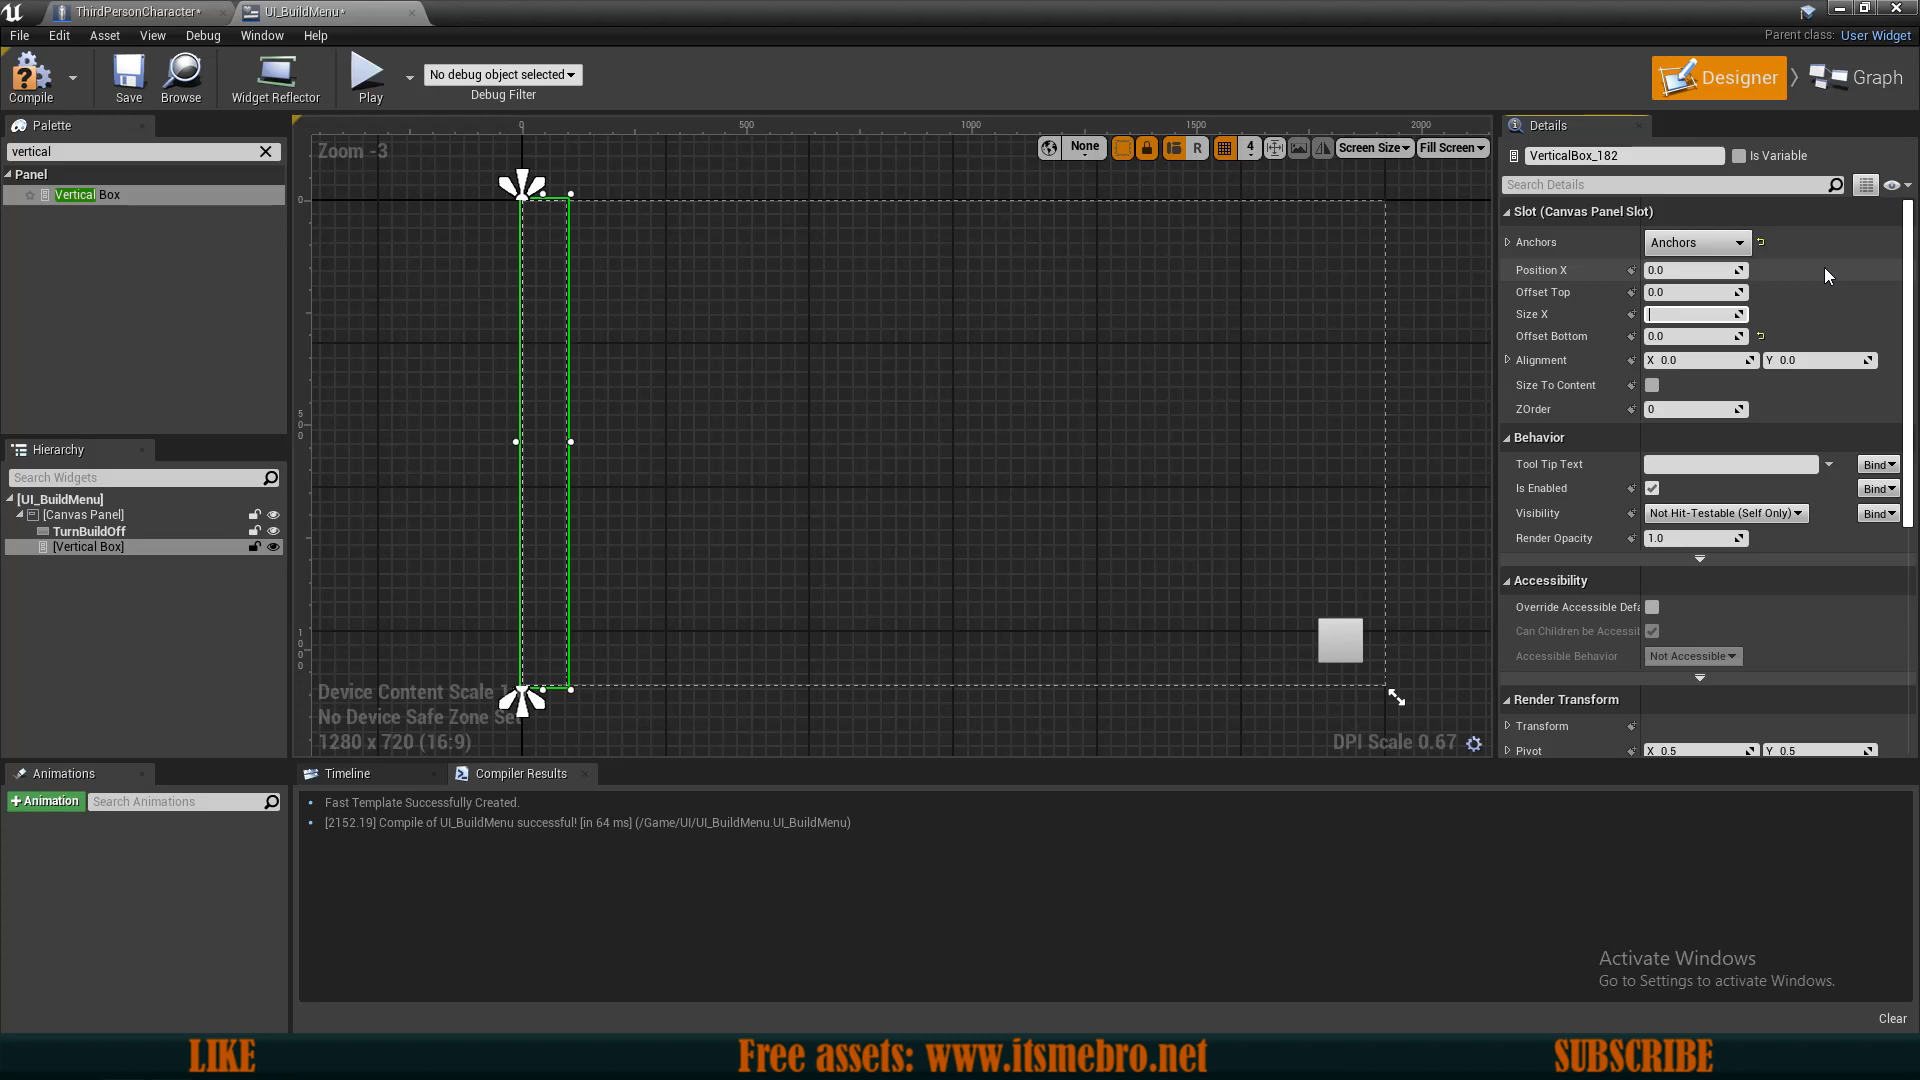 ThirdPersonCharacter*
UI_BuildMenu*
File Edit Asset View Debug Window Help
Parent class: User Widget
Compile
Save
Browse
Widget Reflector
Play
No debug object selected
Debug Filter
Designer
Graph
Palette
vertical
Panel
Vertical Box
Hierarchy
Search Widgets
[UI_BuildMenu]
[Canvas Panel]
TurnBuildOff
[Vertical Box]
Animations
+Animation
Search Animations
0 500 1000 1500 2000
Zoom -3
None
R
4
Screen Size
Fill Screen
0
500
1000
Device Content Scale 1
No Device Safe Zone Set
1280 x 720 (16:9)
DPI Scale 0.67
Timeline
Compiler Results
Fast Template Successfully Created.
[2152.19] Compile of UI_BuildMenu successful! [in 64 ms] (/Game/UI/UI_BuildMenu.UI_BuildMenu)
Details
VerticalBox_182
Is Variable
Search Details
Slot (Canvas Panel Slot)
Anchors Anchors
Position X 0.0
Offset Top 0.0
Size X
Offset Bottom 0.0
Alignment X 0.0 Y 0.0
Size To Content
ZOrder 0
Behavior
Tool Tip Text Bind
Is Enabled Bind
Visibility Not Hit-Testable (Self Only) Bind
Render Opacity 1.0
Accessibility
Override Accessible Defa
Can Children be Accessib
Accessible Behavior Not Accessible
Render Transform
Transform
Pivot X 0.5 Y 0.5
Activate Windows
Go to Settings to activate Windows.
Clear
LIKE
Free assets: www.itsmebro.net
SUBSCRIBE